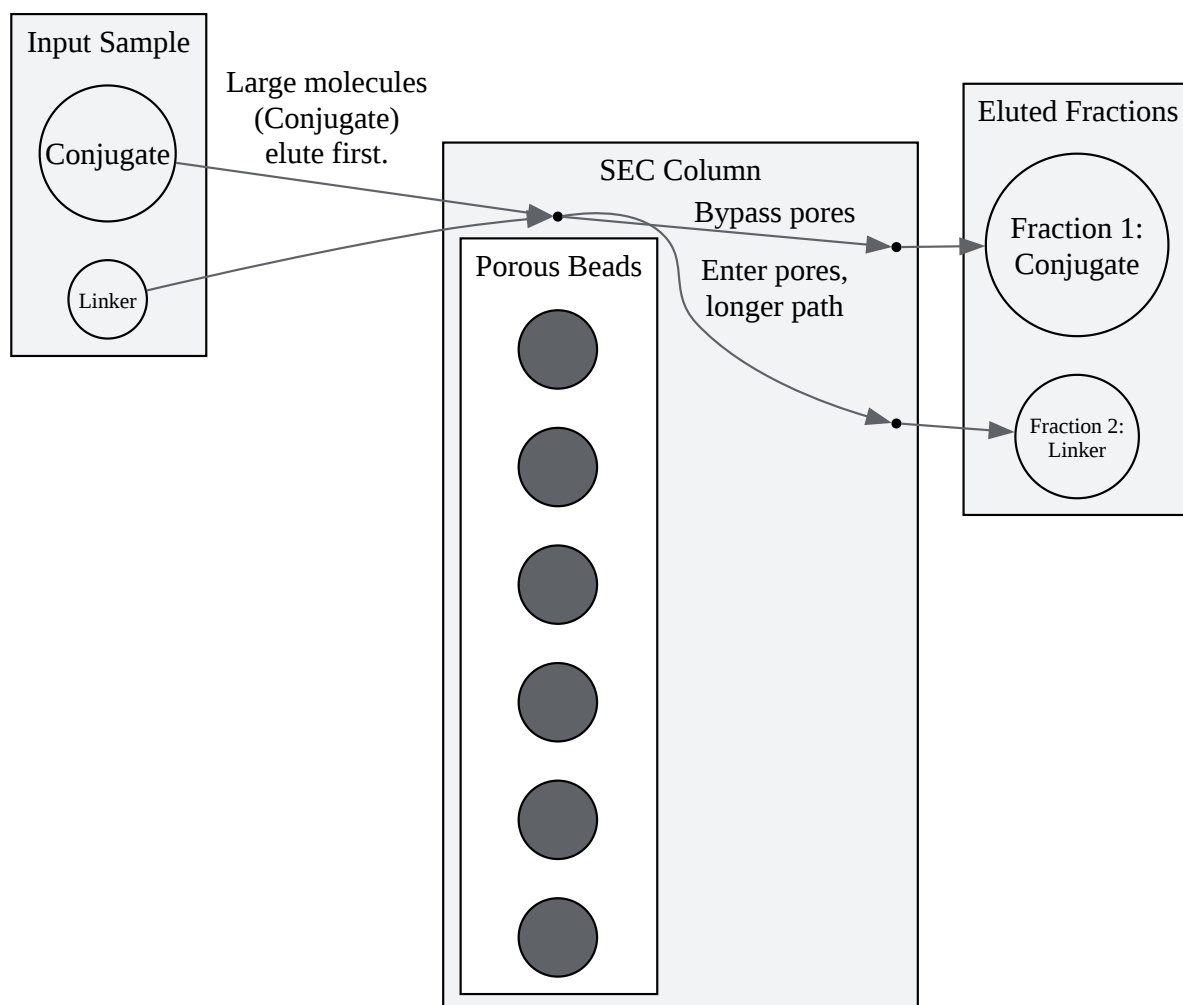 Input Sample
Conjugate
Linker
Large molecules
(Conjugate)
elute first.
SEC Column
Bypass pores
Enter pores,
longer path
Porous Beads
Eluted Fractions
Fraction 1:
Conjugate
Fraction 2:
Linker